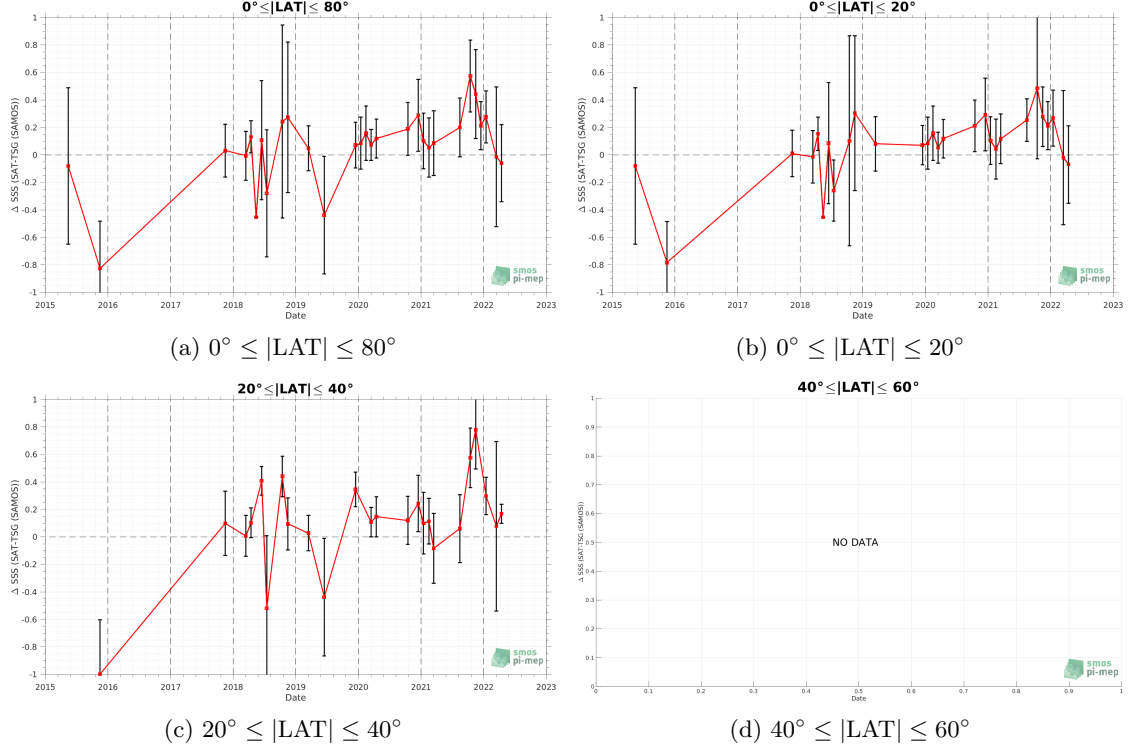 0°≤|LAT|≤ 80°
Δ SSS (SAT-TSG (SAMOS))
1
0.8
0.6
0.4
0.2
0
-0.2
-0.4
-0.6
-0.8
-1
2015 2016 2017 2018 2019 2020 2021 2022 2023
Date
smos
pi-mep
(a) 0° ≤ |LAT| ≤ 80°
0°≤|LAT|≤ 20°
Δ SSS (SAT-TSG (SAMOS))
1
0.8
0.6
0.4
0.2
0
-0.2
-0.4
-0.6
-0.8
-1
2015 2016 2017 2018 2019 2020 2021 2022 2023
Date
smos
pi-mep
(b) 0° ≤ |LAT| ≤ 20°
20°≤|LAT|≤ 40°
Δ SSS (SAT-TSG (SAMOS))
1
0.8
0.6
0.4
0.2
0
-0.2
-0.4
-0.6
-0.8
-1
2015 2016 2017 2018 2019 2020 2021 2022 2023
Date
smos
pi-mep
(c) 20° ≤ |LAT| ≤ 40°
40°≤|LAT|≤ 60°
Δ SSS (SAT-TSG (SAMOS))
1
0.9
0.8
0.7
0.6
0.5
0.4
0.3
0.2
0.1
0
NO DATA
0 0.1 0.2 0.3 0.4 0.5 0.6 0.7 0.8 0.9 1
Date
smos
pi-mep
(d) 40° ≤ |LAT| ≤ 60°